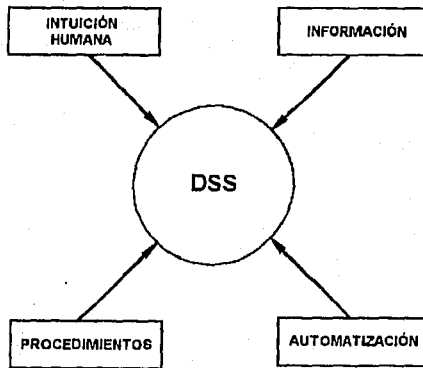 INTUICIÓN
HUMANA
INFORMACIÓN
DSS
PROCEDIMIENTOS
AUTOMATIZACIÓN